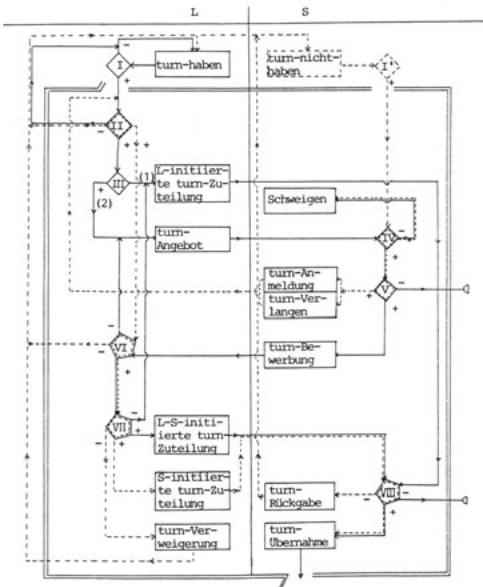 L S
I
turn-haben
turn-nicht-
haben
I'
II
III
(1)
L-initiier-
te turn-Zu-
teilung
(2)
Schweigen
turn-
Angebot
IV
turn-An-
meldung
turn-Ver-
langen
V
VI
turn-Be-
werbung
VII
L-S-initi-
ierte turn-
Zuteilung
S-initiier-
te turn-Zu-
teilung
turn-
Rückgabe
VIII
turn-Ver-
weigerung
turn-
Übernahme